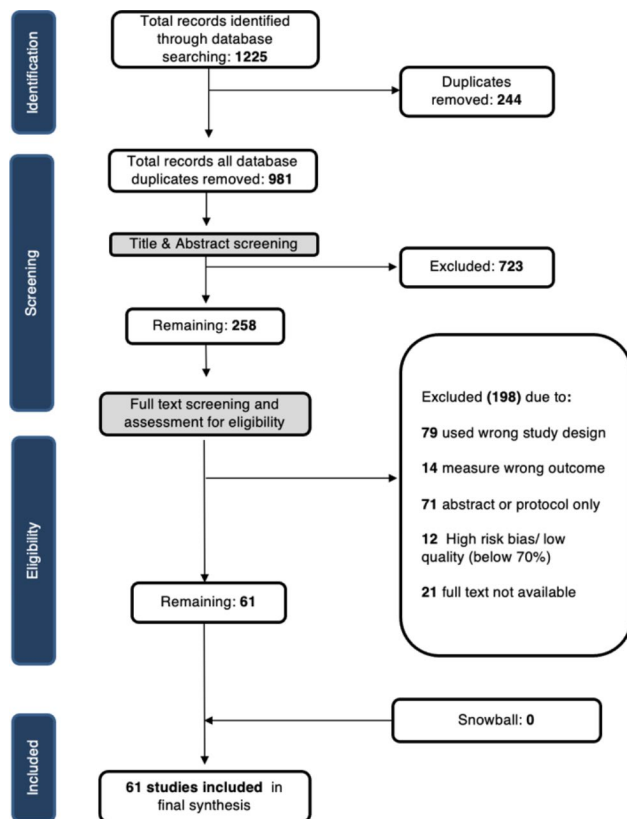 Identification
Total records identified
through database
searching: 1225
Duplicates
removed: 244
Screening
Total records all database
duplicates removed: 981
Title & Abstract screening
Excluded: 723
Remaining: 258
Full text screening and
assessment for eligibility
Excluded (198) due to:
79 used wrong study design
14 measure wrong outcome
71 abstract or protocol only
12 High risk bias/ low
quality (below 70%)
21 full text not available
Eligibility
Remaining: 61
Snowball: 0
Included
61 studies included in
final synthesis